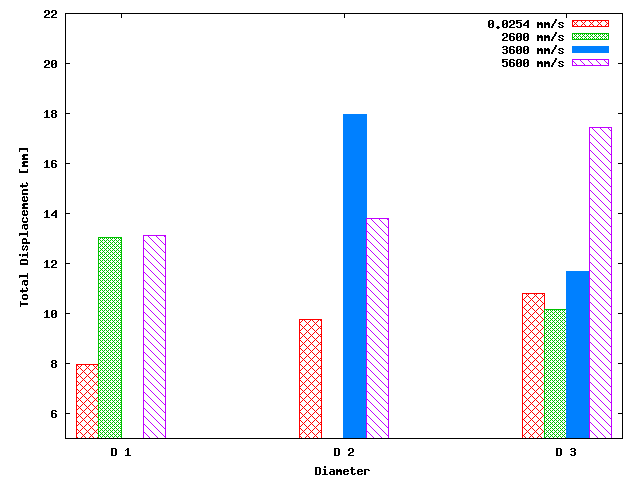 22
20
18
16
14
12
10
8
6
Total Displacement [mm]
0.0254 mm/s
2600 mm/s
3600 mm/s
5600 mm/s
D 1
D 2
D 3
Diameter